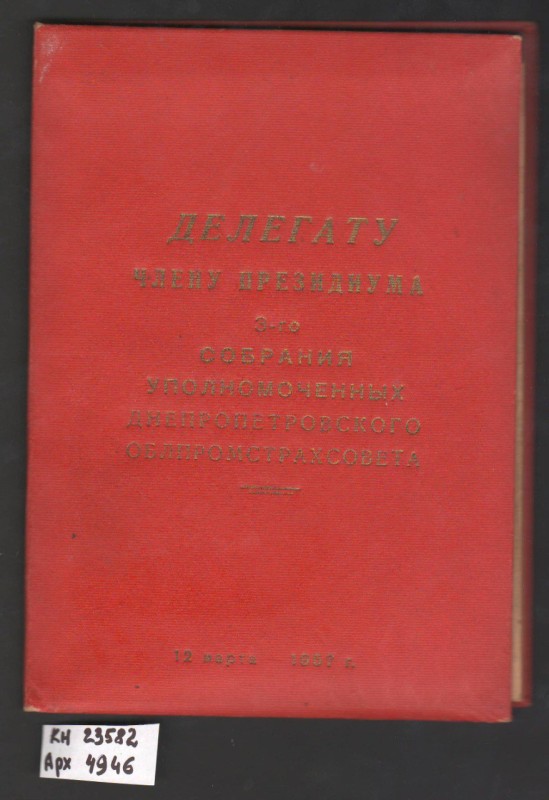 ДЕЛЕГАТУ
ЧЛЕНУ ПРЕЗИДИУМА
3-го
СОБРАНИЯ
УПОЛНОМОЧЕННЫХ
ДНЕПРОПЕТРОВСКОГО
ОБЛПРОМСТРАХСОВЕТА
12 марта г.
КН 23582
Арх 4946